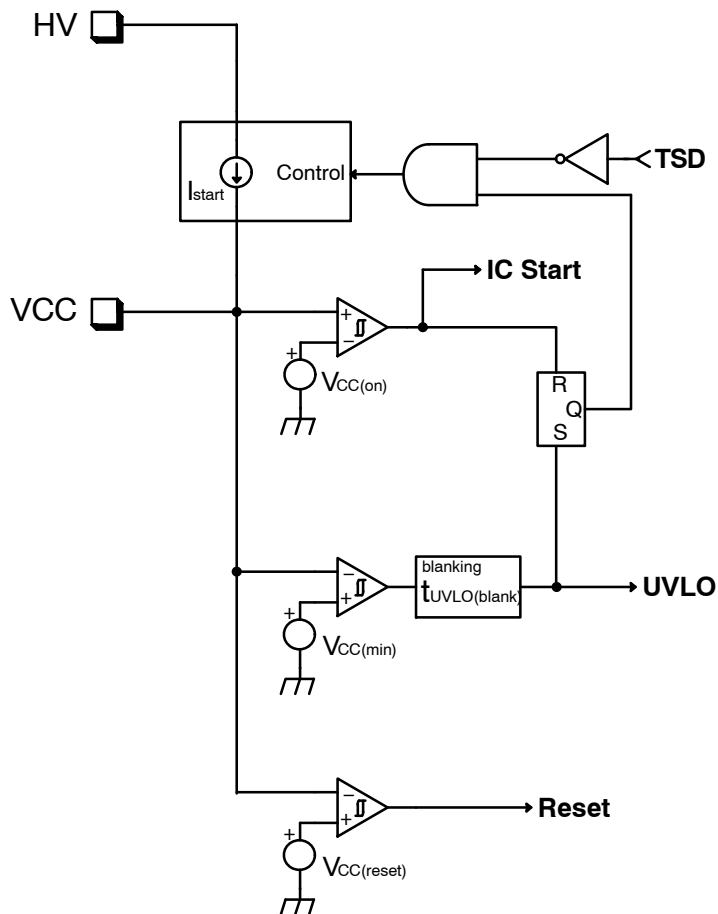 HV
TSD
Control
Istart
IC Start
VCC
+
−
+
VCC(on)
R
Q
S
blanking
tUVLO(blank)
−
+
+
UVLO
VCC(min)
−
+
+
Reset
VCC(reset)